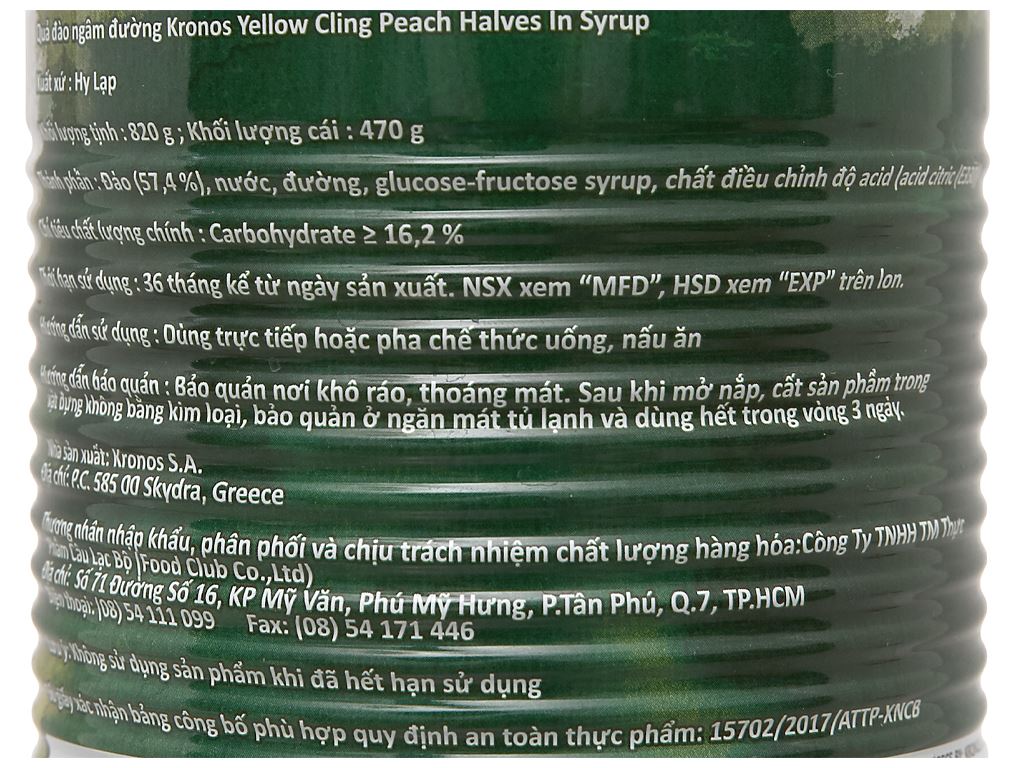 Quả đào ngâm đường Kronos Yellow Cling Peach Halves In Syrup
Xuất xứ : Hy Lạp
Khối lượng tịnh : 820 g ; Khối lượng cái : 470 g
Thành phần : Đào (57,4 %), nước, đường, glucose-fructose syrup, chất điều chỉnh độ acid (acid citric (E330)
Chỉ tiêu chất lượng chính : Carbohydrate ≥ 16,2 %
Thời hạn sử dụng : 36 tháng kể từ ngày sản xuất. NSX xem “MFD”, HSD xem “EXP” trên lon.
Hướng dẫn sử dụng : Dùng trực tiếp hoặc pha chế thức uống, nấu ăn
Hướng dẫn bảo quản : Bảo quản nơi khô ráo, thoáng mát. Sau khi mở nắp, cất sản phẩm trong
vật đựng không bằng kim loại, bảo quản ở ngăn mát tủ lạnh và dùng hết trong vòng 3 ngày.
Nhà sản xuất: Kronos S.A.
Địa chỉ: P.C. 585 00 Skydra, Greece
Thương nhân nhập khẩu, phân phối và chịu trách nhiệm chất lượng hàng hóa:Công Ty TNHH TM Thực
Phẩm Câu Lạc Bộ (Food Club Co.,Ltd)
Địa chỉ: Số 71 Đường Số 16, KP Mỹ Văn, Phú Mỹ Hưng, P.Tân Phú, Q.7, TP.HCM
Điện thoại: (08) 54 111 099 Fax: (08) 54 171 446
Lưu ý: Không sử dụng sản phẩm khi đã hết hạn sử dụng
giấy xác nhận bảng công bố phù hợp quy định an toàn thực phẩm: 15702/2017/ATTP-XNCB